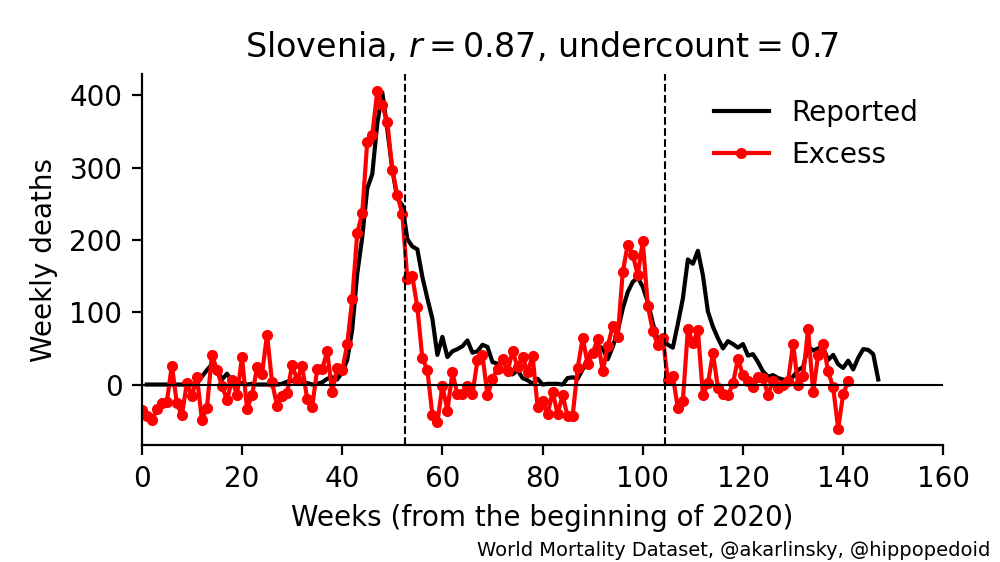 Slovenia, r = 0.87, undercount = 0.7
400
300
200
100
0
Weekly deaths
Reported
Excess
0 20 40 60 80 100 120 140 160
Weeks (from the beginning of 2020)
World Mortality Dataset, @akarlinsky, @hippopedoid